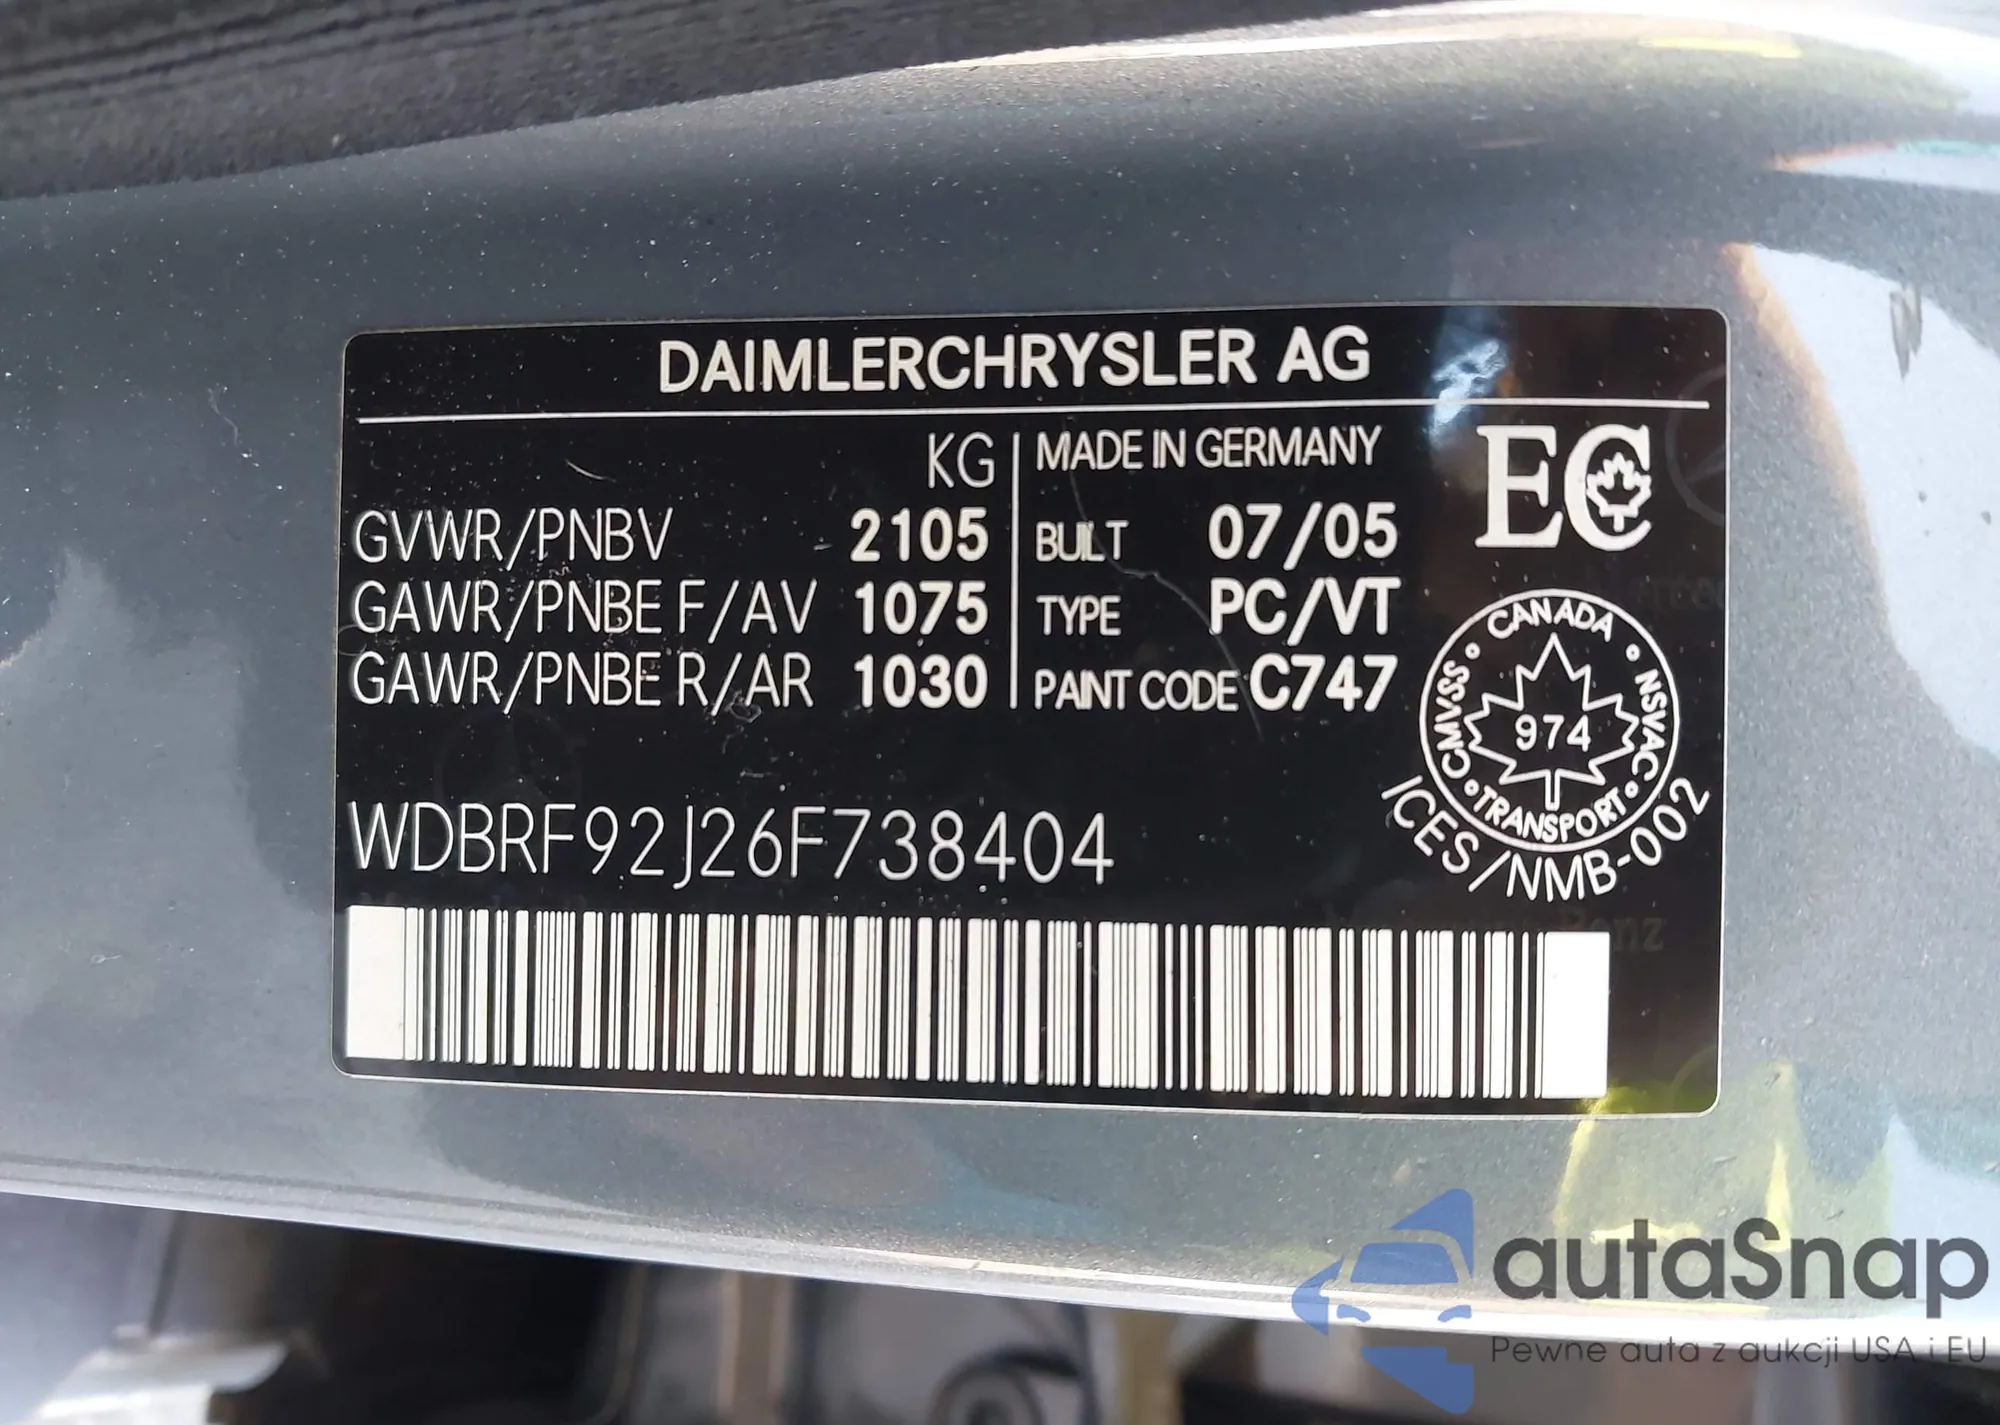 DAIMLERCHRYSLER AG
KG
GVWR/PNBV 2105
GAWR/PNBE F/AV 1075
GAWR/PNBE R/AR 1030
MADE IN GERMANY
BUILT 07/05
TYPE PC/VT
PAINT CODE C747
EC
CANADA
CMVSS NSVAC
974
TRANSPORT
ICES/NMB-002
WDBRF92J26F738404
autaSnap
Pewne auta z aukcji USA i EU